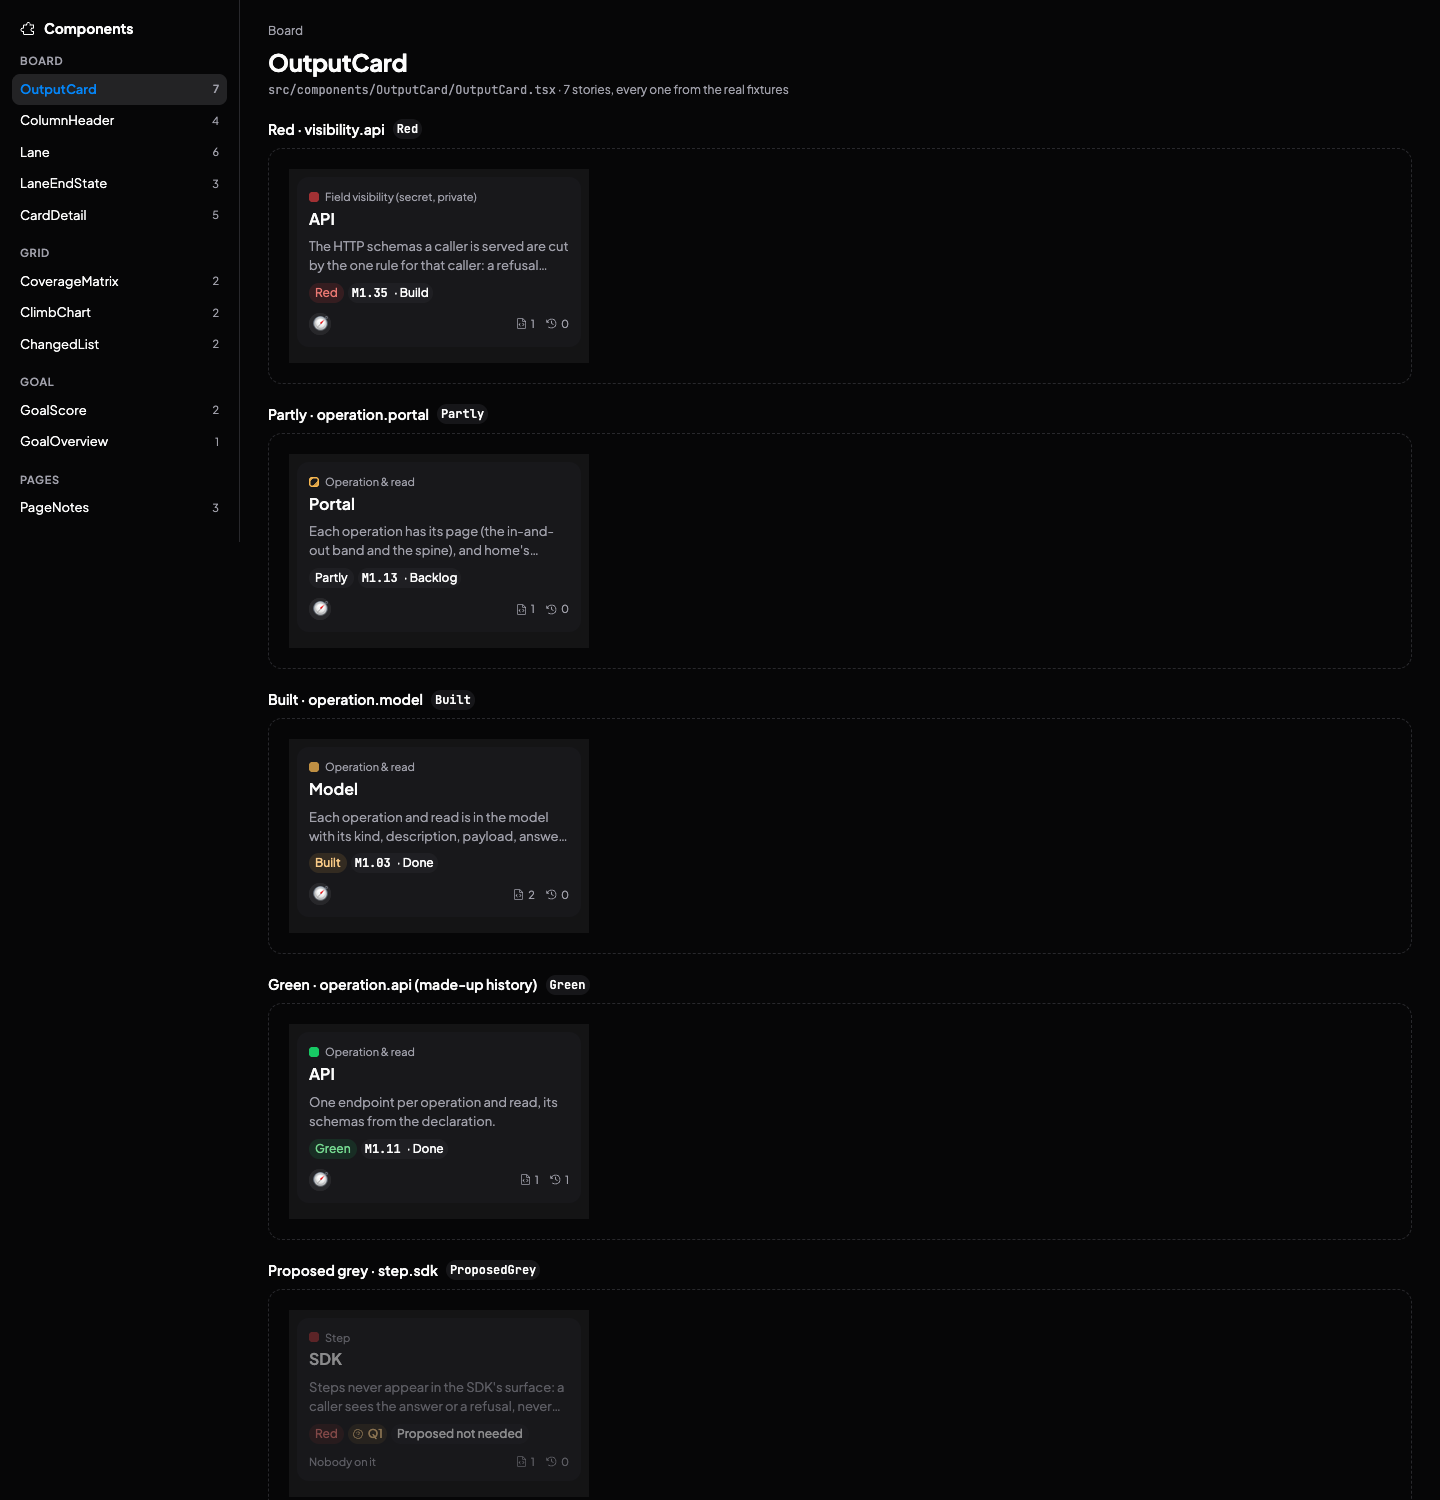 Components
BOARD
OutputCard 7
ColumnHeader 4
Lane 6
LaneEndState 3
CardDetail 5
GRID
CoverageMatrix 2
ClimbChart 2
ChangedList 2
GOAL
GoalScore 2
GoalOverview 1
PAGES
PageNotes 3
Board
OutputCard
src/components/OutputCard/OutputCard.tsx · 7 stories, every one from the real fixtures
Red · visibility.api Red
Field visibility (secret, private)
API
The HTTP schemas a caller is served are cut
by the one rule for that caller: a refusal…
Red M1.35 · Build
1 0
Partly · operation.portal Partly
Operation & read
Portal
Each operation has its page (the in-and-
out band and the spine), and home's…
Partly M1.13 · Backlog
1 0
Built · operation.model Built
Operation & read
Model
Each operation and read is in the model
with its kind, description, payload, answe…
Built M1.03 · Done
2 0
Green · operation.api (made-up history) Green
Operation & read
API
One endpoint per operation and read, its
schemas from the declaration.
Green M1.11 · Done
1 1
Proposed grey · step.sdk ProposedGrey
Step
SDK
Steps never appear in the SDK's surface: a
caller sees the answer or a refusal, never…
Red Q1 Proposed not needed
Nobody on it 1 0